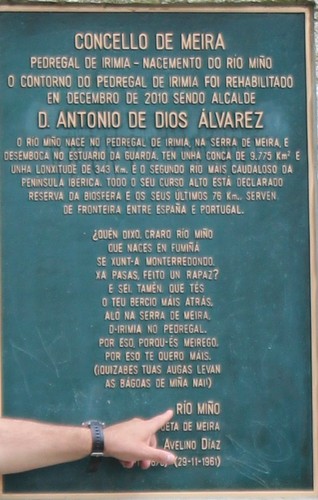 CONCELLO DE MEIRA
PEDREGAL DE IRIMIA - NACEMENTO DO RÍO MIÑO
O CONTORNO DO PEDREGAL DE IRIMIA FOI REHABILITADO
EN DECEMBRO DE 2010 SENDO ALCALDE
D. ANTONIO DE DIOS ÁLVAREZ
O RIO MIÑO NACE NO PEDREGAL DE IRIMIA, NA SERRA DE MEIRA, E
DESEMBOCA NO ESTUARIO DA GUARDA. TEN UNHA CONCA DE 9.775 Km² E
UNHA LONXITUDE DE 343 Km. É O SEGUNDO RIO MAIS CAUDALOSO DA
PENÍNSULA IBERICA. TODO O SEU CURSO ALTO ESTÁ DECLARADO
RESERVA DA BIOSFERA E OS SEUS ÚLTIMOS 76 Km., SERVEN
DE FRONTEIRA ENTRE ESPAÑA E PORTUGAL.
¿QUÉN DIXO, CRARO RÍO MIÑO
QUE NACES EN FUMIÑÁ
SE XUNT-A MONTERREDONDO,
XÁ PASAS, FEITO UN RAPAZ?
E SEI, TAMÉN, QUE TÉS
O TEU BERCIO MÁIS ATRÁS,
ALÓ NA SERRA DE MEIRA,
D-IRIMIA NO PEDREGAL.
POR ESO, PORQU-ÉS MEIREGO,
POR ESO TE QUERO MÁIS.
(¡QUIZABES TUAS AUGAS LEVAN
AS BÁGOAS DE MIÑA NAI!)
RÍO MIÑO
DE MEIRA
AVELINO DÍAZ
(29-11-1961)